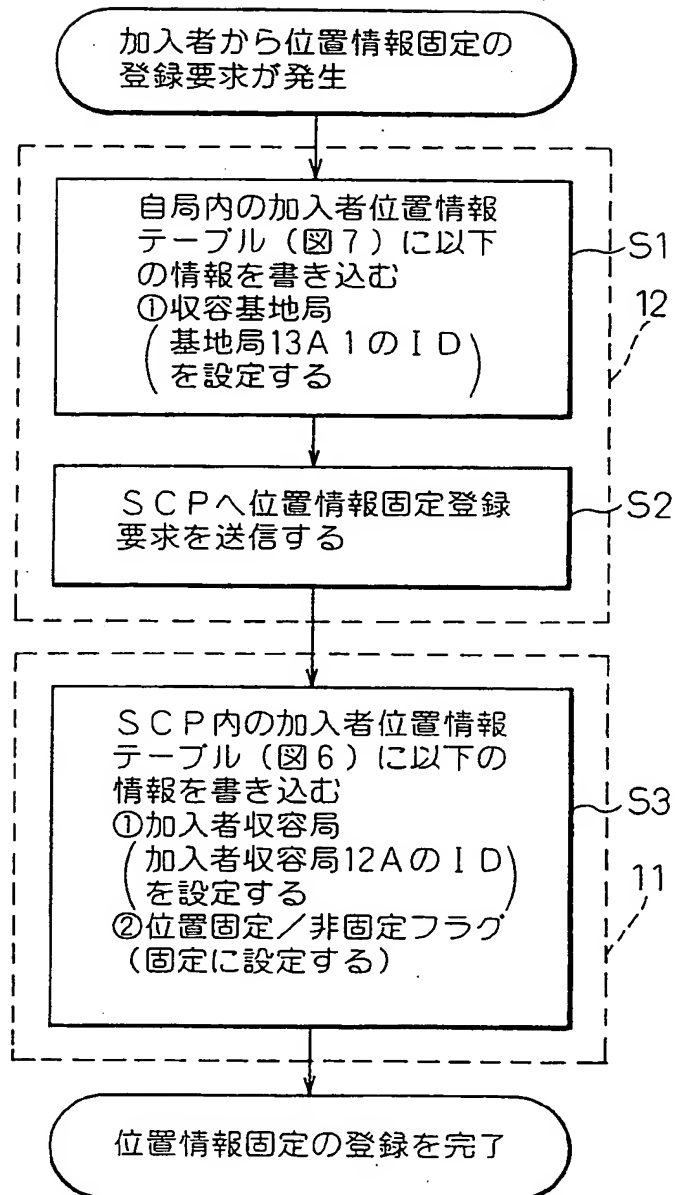 加入者から位置情報固定の
登録要求が発生
自局内の加入者位置情報
テーブル（図７）に以下
の情報を書き込む
①収容基地局
（基地局13A１のＩＤ
を設定する）
S1
12
ＳＣＰへ位置情報固定登録
要求を送信する
S2
ＳＣＰ内の加入者位置情報
テーブル（図６）に以下の
情報を書き込む
①加入者収容局
（加入者収容局12AのＩＤ
を設定する）
②位置固定／非固定フラグ
（固定に設定する）
S3
11
位置情報固定の登録を完了